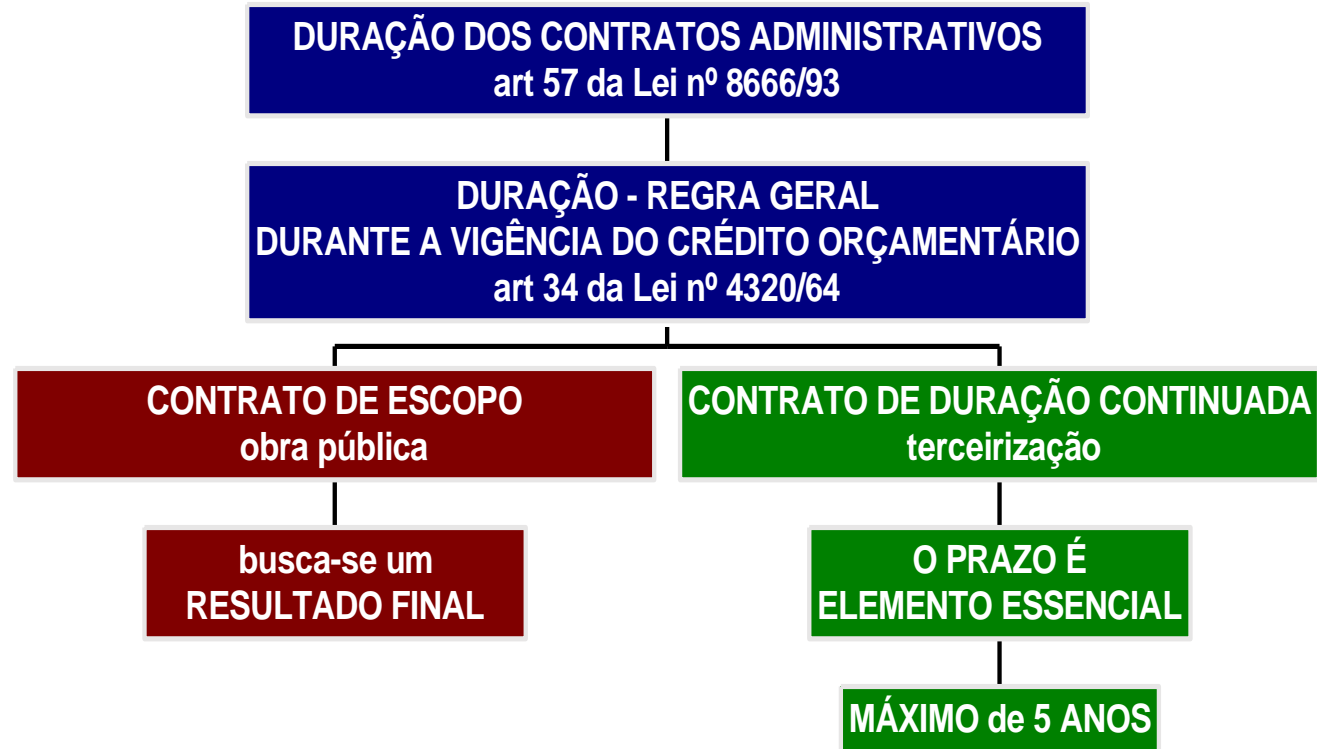 DURAÇÃO DOS CONTRATOS ADMINISTRATIVOS
art 57 da Lei nº 8666/93
DURAÇÃO - REGRA GERAL
DURANTE A VIGÊNCIA DO CRÉDITO ORÇAMENTÁRIO
art 34 da Lei nº 4320/64
CONTRATO DE ESCOPO
obra pública
busca-se um
RESULTADO FINAL
CONTRATO DE DURAÇÃO CONTINUADA
terceirização
O PRAZO É
ELEMENTO ESSENCIAL
MÁXIMO de 5 ANOS